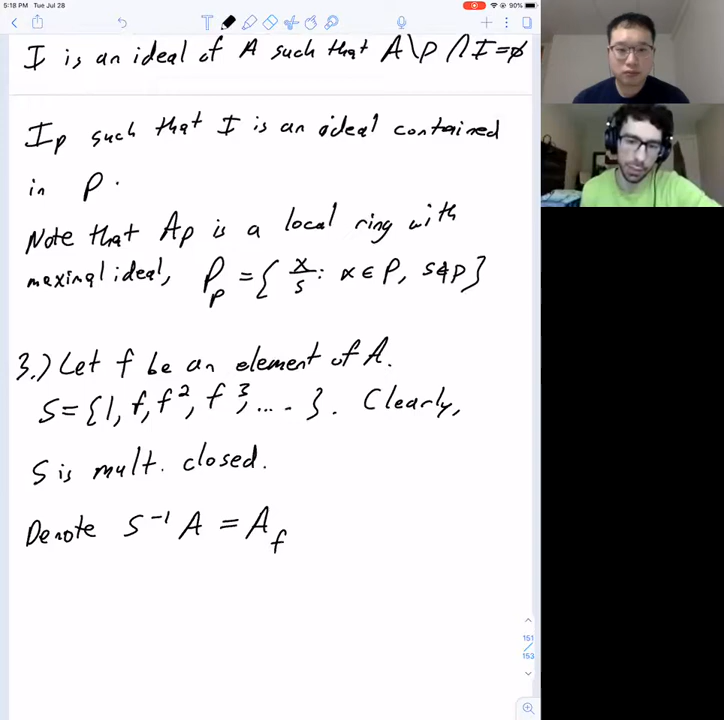 5:18 PM Tue Jul 28
90%
I is an ideal of A such that A\P ∩ I = ∅
I_P such that I is an ideal contained
in P.
Note that A_P is a local ring with
maximal ideal, P_P = { x/s : x ∈ P, s ∉ P }
3.) Let f be an element of A.
S = {1, f, f², f³, .... }. Clearly,
S is mult. closed.
Denote S⁻¹ A = A_f
151
/
153